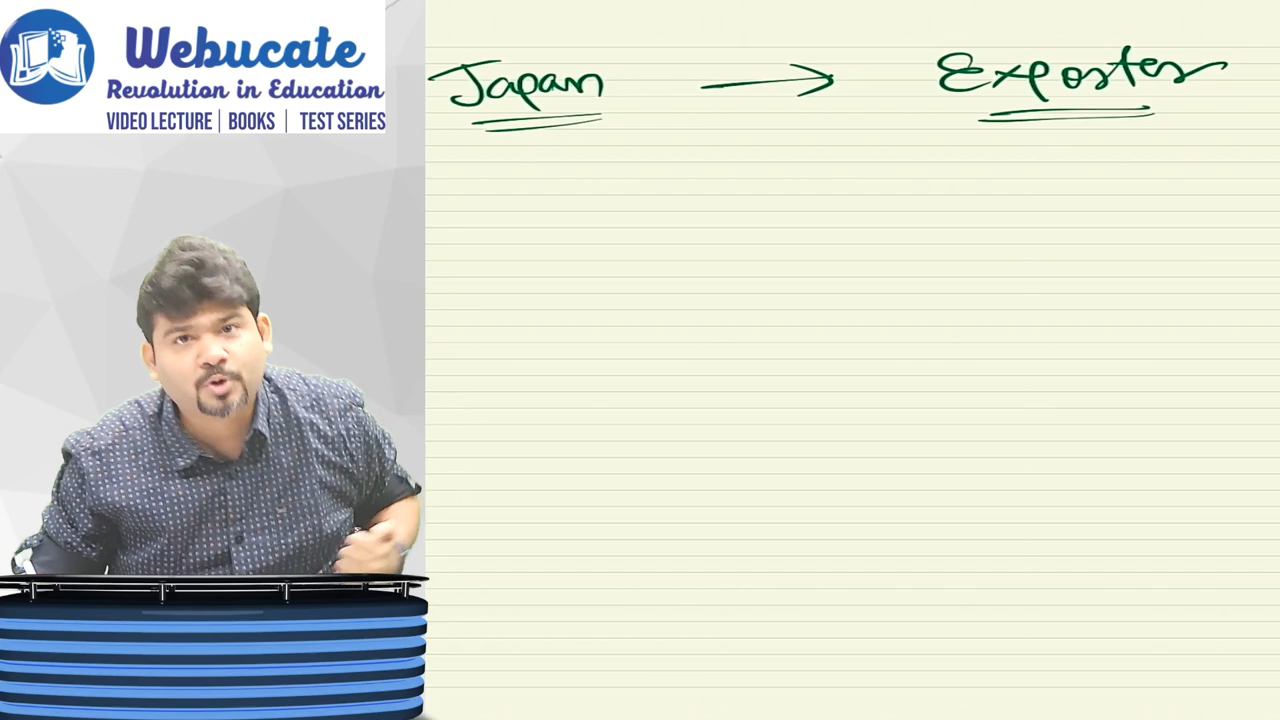 Webucate
Revolution in Education
VIDEO LECTURE | BOOKS | TEST SERIES
Japan → Exporter